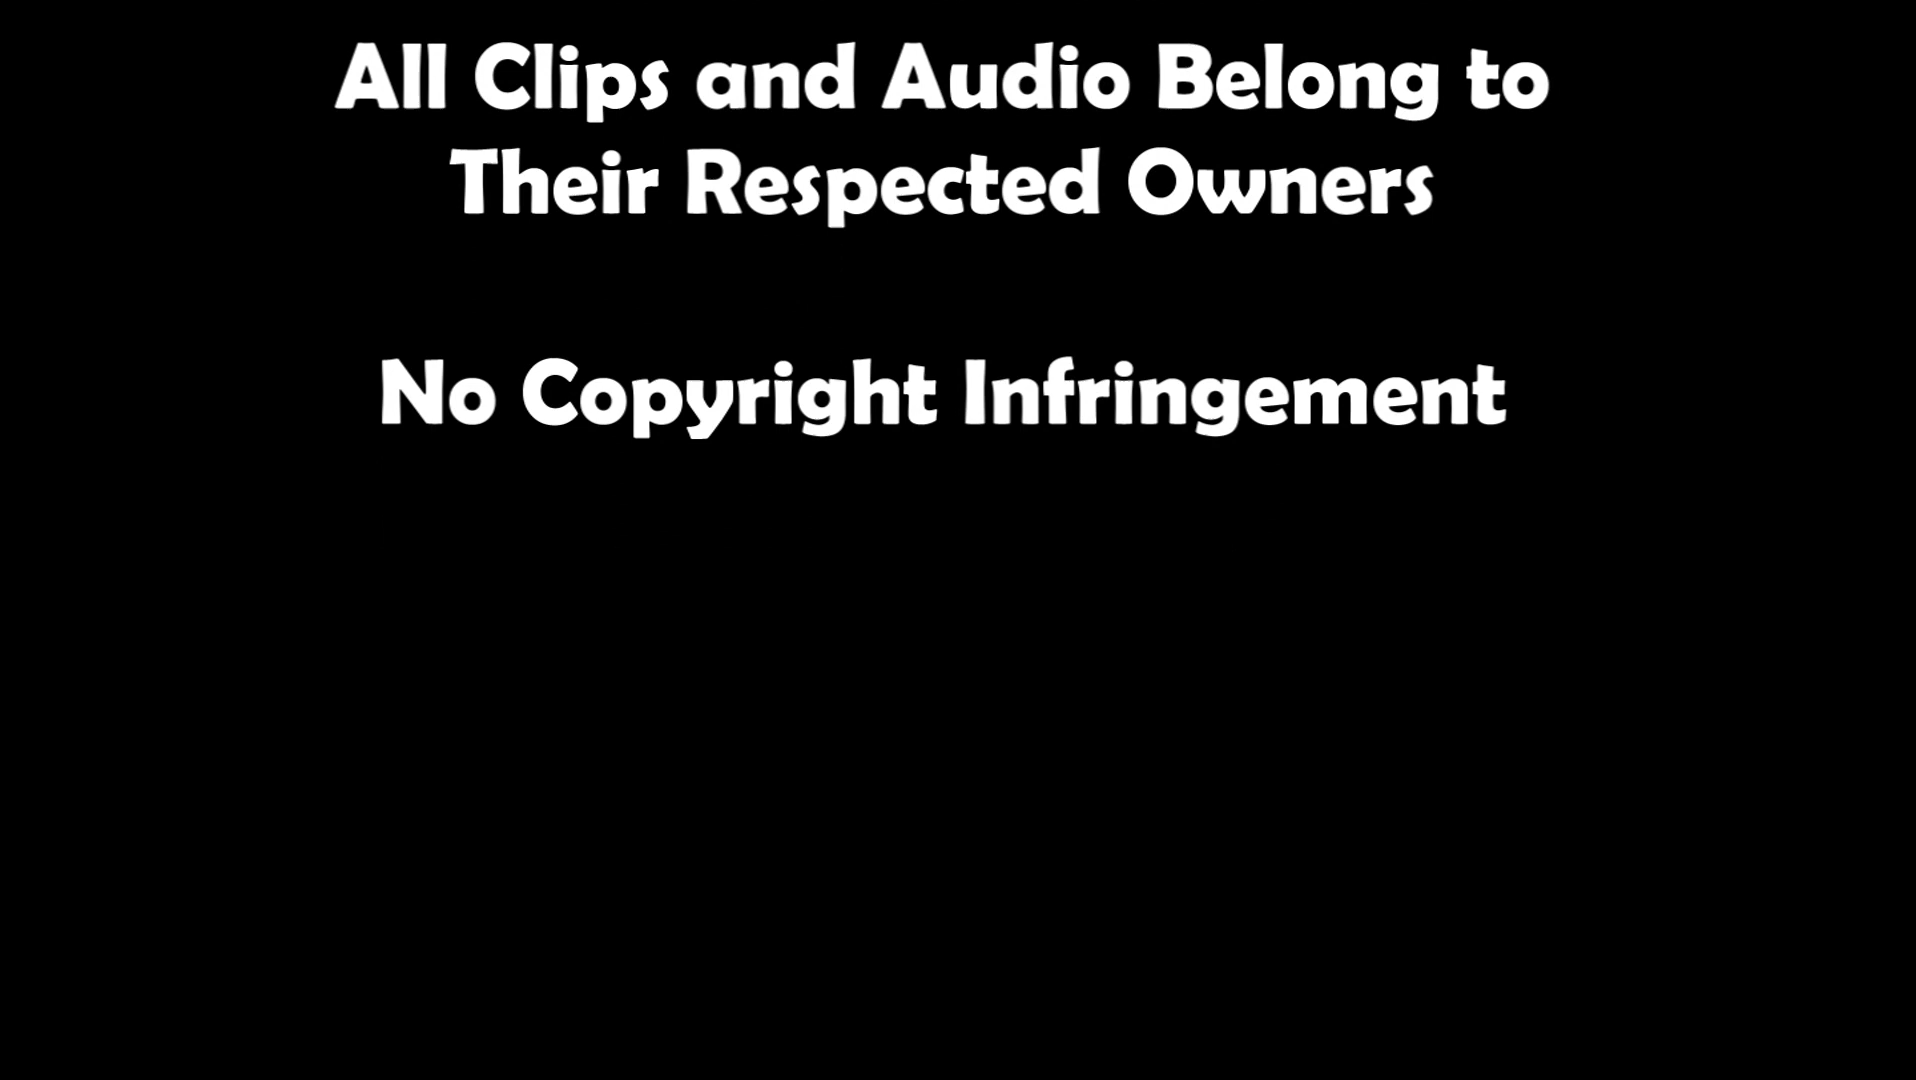 All Clips and Audio Belong to
Their Respected Owners
No Copyright Infringement